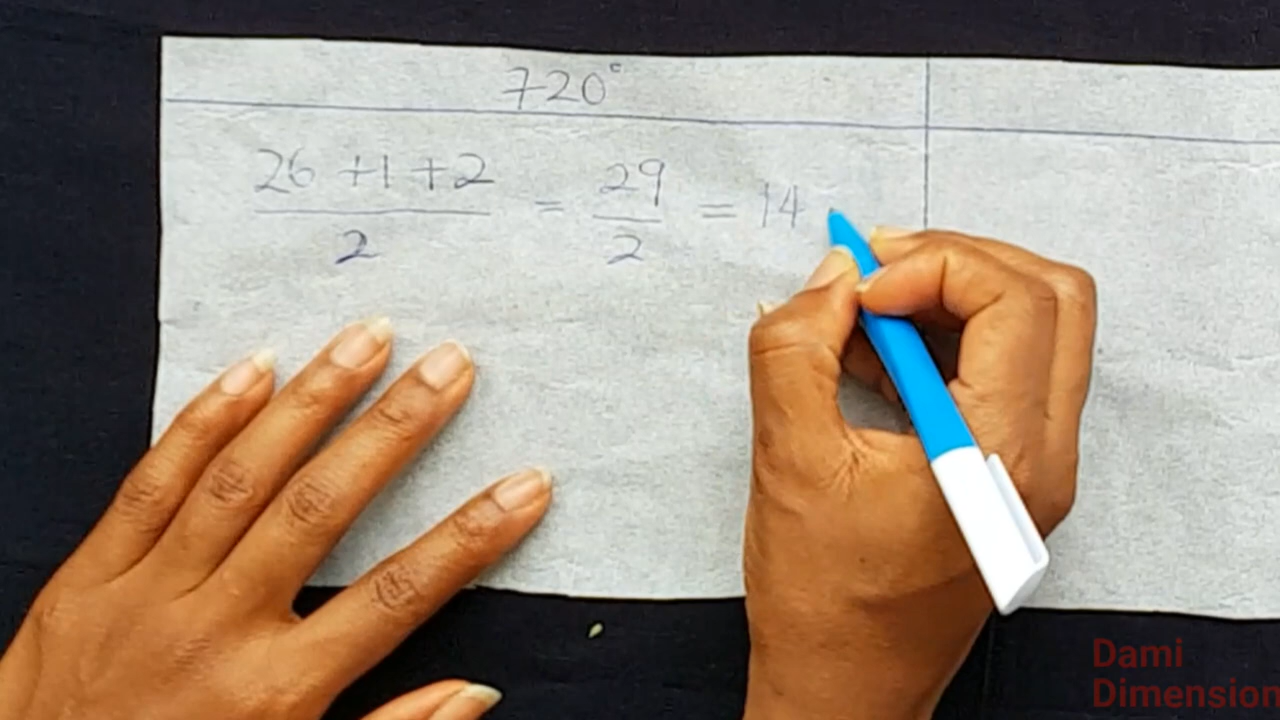 720°
26 +1 +2 / 2 = 29 / 2 = 14
Dami
Dimension